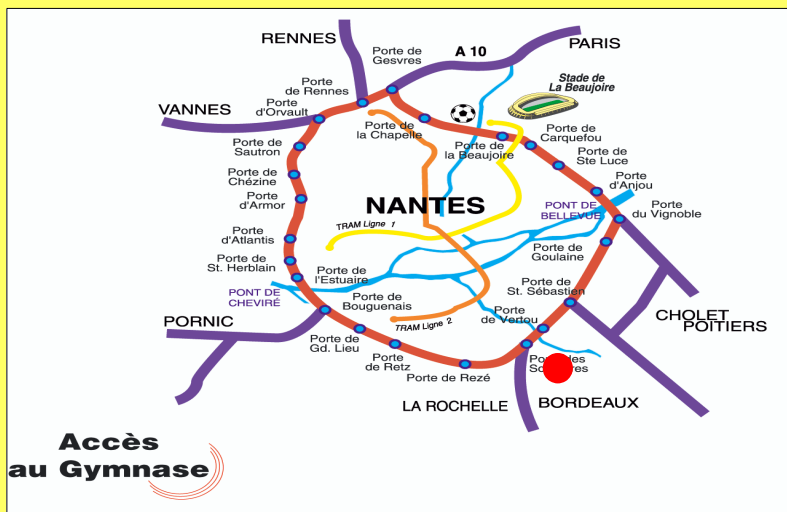 RENNES
Porte de
Gesvres
A 10
PARIS
Porte
de Rennes
Stade de
La Beaujoire
VANNES
Porte
d'Orvault
Porte de
la Chapelle
Porte de
Carquefou
Porte de
Sautron
Porte de
la Beaujoire
Porte de
Ste Luce
Porte de
Chézine
Porte
d'Anjou
Porte
d'Armor
NANTES
PONT DE
BELLEVUE
Porte
du Vignoble
TRAM Ligne 1
Porte
d'Atlantis
Porte de
Goulaine
Porte de
St. Herblain
Porte de
l'Estuaire
Porte de
St. Sébastien
PONT DE
CHEVIRÉ
Porte de
Bouguenais
PORNIC
Porte
de Vertou
CHOLET
POITIERS
TRAM Ligne 2
Porte de
Gd. Lieu
Porte
de Retz
des
Porte de Rezé
LA ROCHELLE
BORDEAUX
Accès
au Gymnase